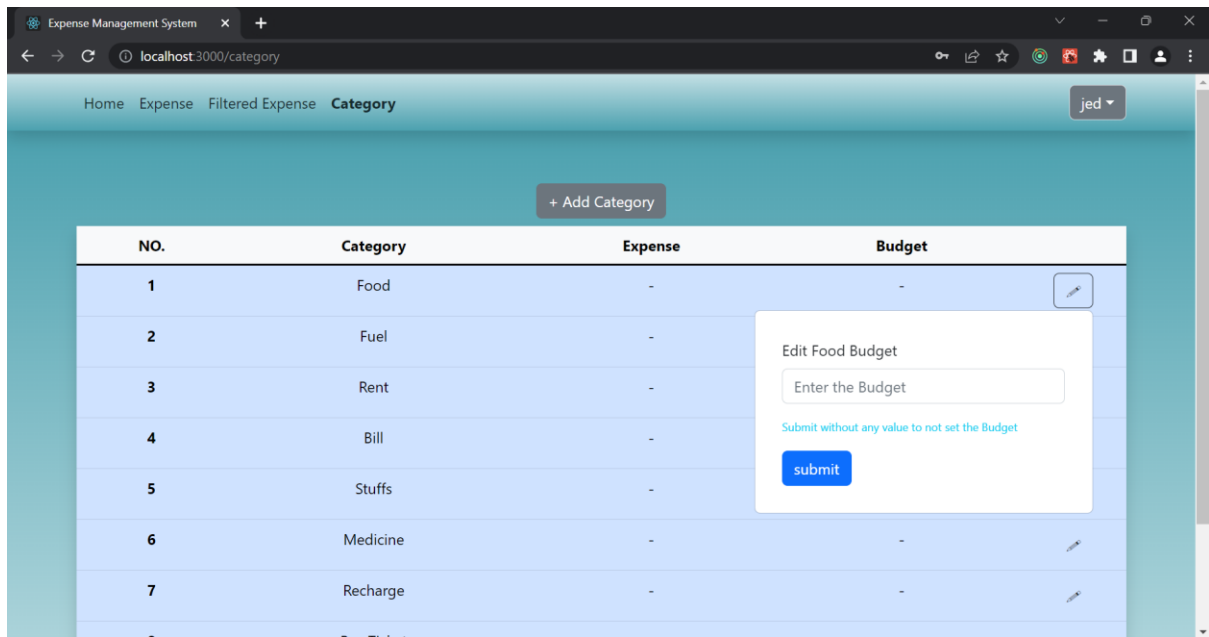 Expense Management System
localhost:3000/category
Home Expense Filtered Expense Category jed
+ Add Category
NO. Category Expense Budget
1 Food - -
2 Fuel -
Edit Food Budget
3 Rent - Enter the Budget
4 Bill - Submit without any value to not set the Budget
submit
5 Stuffs -
6 Medicine - -
7 Recharge - -